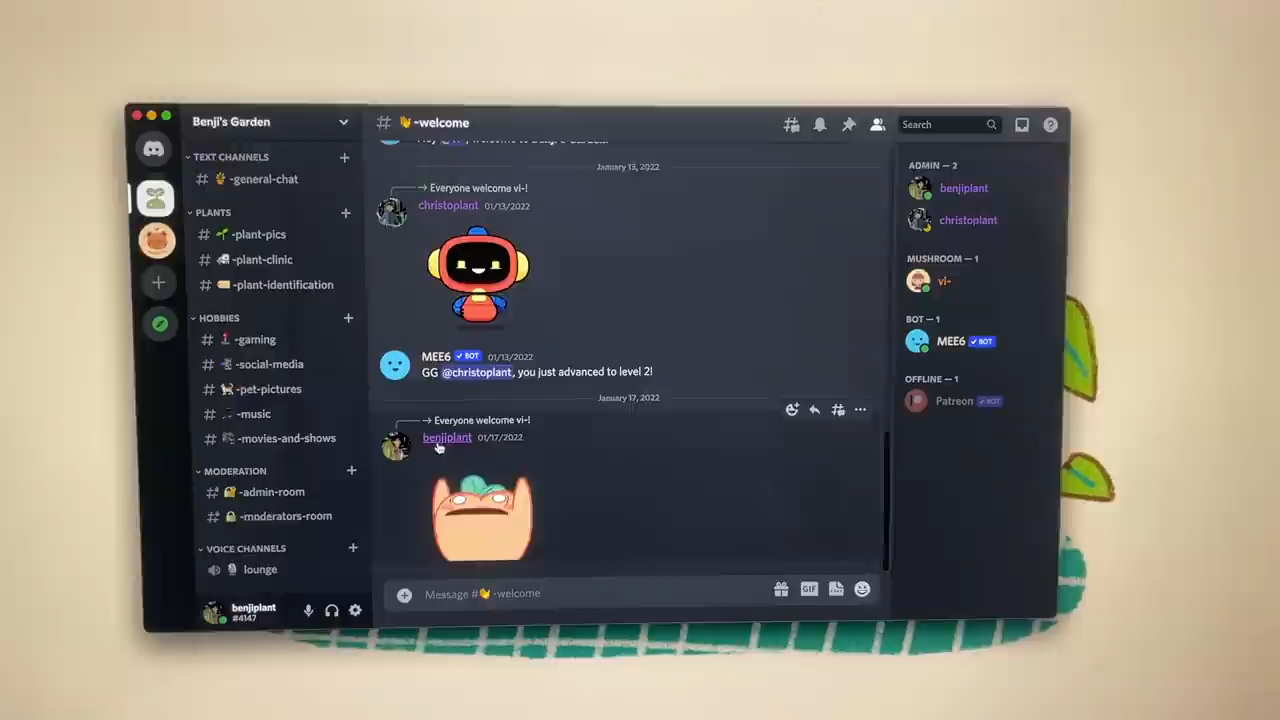 Benji's Garden
TEXT CHANNELS
-general-chat
PLANTS
-plant-pics
-plant-clinic
-plant-identification
HOBBIES
-gaming
-social-media
-pet-pictures
-music
-movies-and-shows
MODERATION
-admin-room
-moderators-room
VOICE CHANNELS
lounge
benjiplant
#4147
# 👋 -welcome
January 13, 2022
Everyone welcome vi-!
christoplant 01/13/2022
MEE6 ✓ BOT 01/13/2022
GG @christoplant, you just advanced to level 2!
January 17, 2022
Everyone welcome vi-!
benjiplant 01/17/2022
Message #👋 -welcome
GIF
Search
ADMIN — 2
benjiplant
christoplant
MUSHROOM — 1
vi-
BOT — 1
MEE6 ✓ BOT
OFFLINE — 1
Patreon ✓ BOT